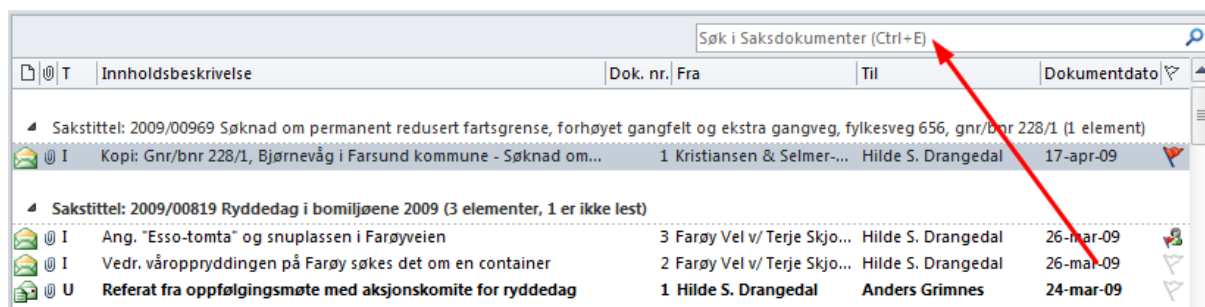 Søk i Saksdokumenter (Ctrl+E)
T Innholdsbeskrivelse Dok. nr. Fra Til Dokumentdato
Sakstittel: 2009/00969 Søknad om permanent redusert fartsgrense, forhøyet gangfelt og ekstra gangveg, fylkesveg 656, gnr/bnr 228/1 (1 element)
I Kopi: Gnr/bnr 228/1, Bjørnevåg i Farsund kommune - Søknad om... 1 Kristiansen & Selmer-... Hilde S. Drangedal 17-apr-09
Sakstittel: 2009/00819 Ryddedag i bomiljøene 2009 (3 elementer, 1 er ikke lest)
I Ang. "Esso-tomta" og snuplassen i Farøyveien 3 Farøy Vel v/ Terje Skjo... Hilde S. Drangedal 26-mar-09
I Vedr. våroppryddingen på Farøy søkes det om en container 2 Farøy Vel v/ Terje Skjo... Hilde S. Drangedal 26-mar-09
U Referat fra oppfølgingsmøte med aksjonskomite for ryddedag 1 Hilde S. Drangedal Anders Grimnes 24-mar-09